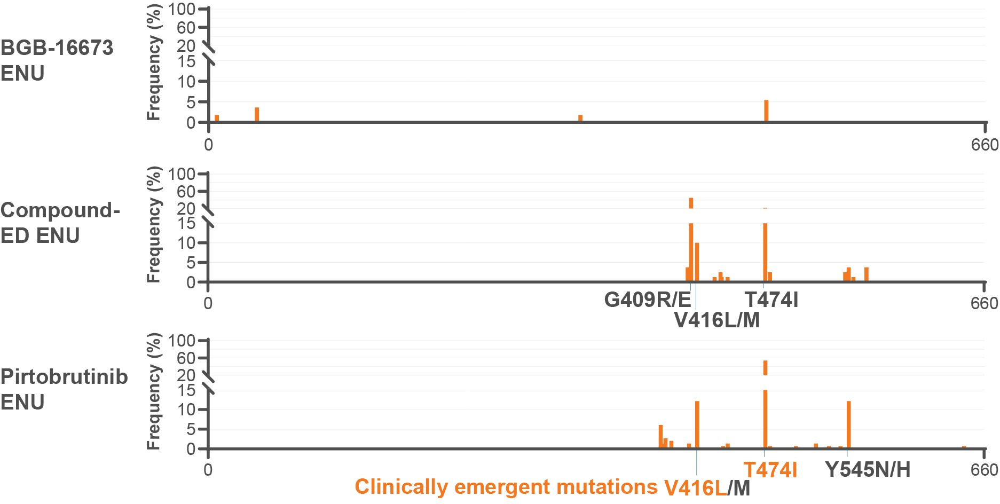 BGB-16673
ENU
Frequency (%)
100
60
20
15
10
5
0
0
660
Compound-
ED ENU
Frequency (%)
100
60
20
15
10
5
0
0
G409R/E
T474I
660
V416L/M
Pirtobrutinib
ENU
Frequency (%)
100
60
20
15
10
5
0
0
T474I
Y545N/H
660
Clinically emergent mutations V416L/M